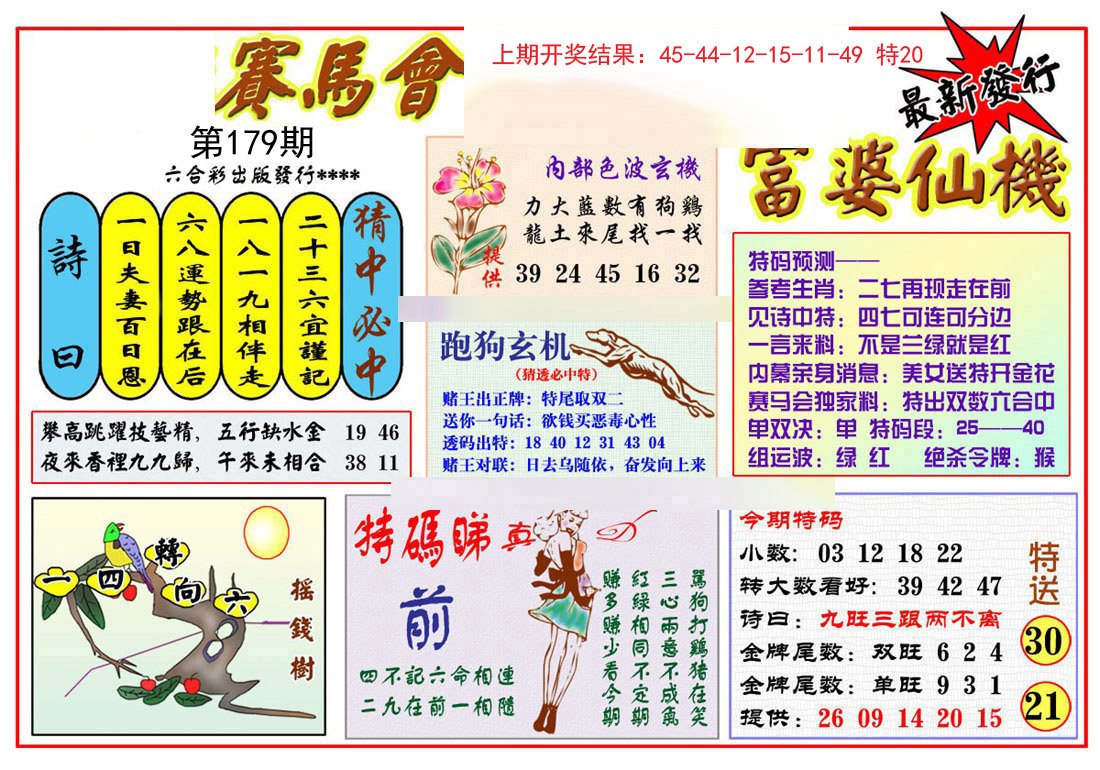 賽馬會
上期开奖结果：45-44-12-15-11-49 特20
最新發行
第179期
六合彩出版發行****
富婆仙機
詩曰
一日夫妻百日恩
六八運勢跟在后
一八一九相伴走
二十三六宜謹記
猜中必中
攀高跳躍技藝精，五行缺水金 19 46
夜來香裡九九歸，午來未相合 38 11
内部色波玄機
力大藍數有狗鷄
龍土來尾找一找
提供
39 24 45 16 32
跑狗玄机
（猜透必中特）
赌王出正牌：特尾取双二
送你一句话：欲钱买恶毒心性
透码出特：18 40 12 31 43 04
赌王对联：日去乌随依，奋发向上来
特码预测——
参考生肖：二七再现走在前
见诗中特：四七可连可分边
一言来料：不是兰绿就是红
内幕亲身消息：美女送特开金花
赛马会独家料：特出双数六合中
单双决：单 特码段：25——40
组运波：绿 红 绝杀令牌：猴
一四轉向六
摇錢樹
特碼睇真D
前
四不記六命相連
二九在前一相隨
罵狗打鷄猪在笑
三心兩意不成禽
紅綠相同不定期
賺多賺少看今期
今期特码
小数：03 12 18 22
转大数看好：39 42 47
诗曰：九旺三跟两不离
金牌尾数：双旺 6 2 4
金牌尾数：单旺 9 3 1
提供：26 09 14 20 15
特送
30
21